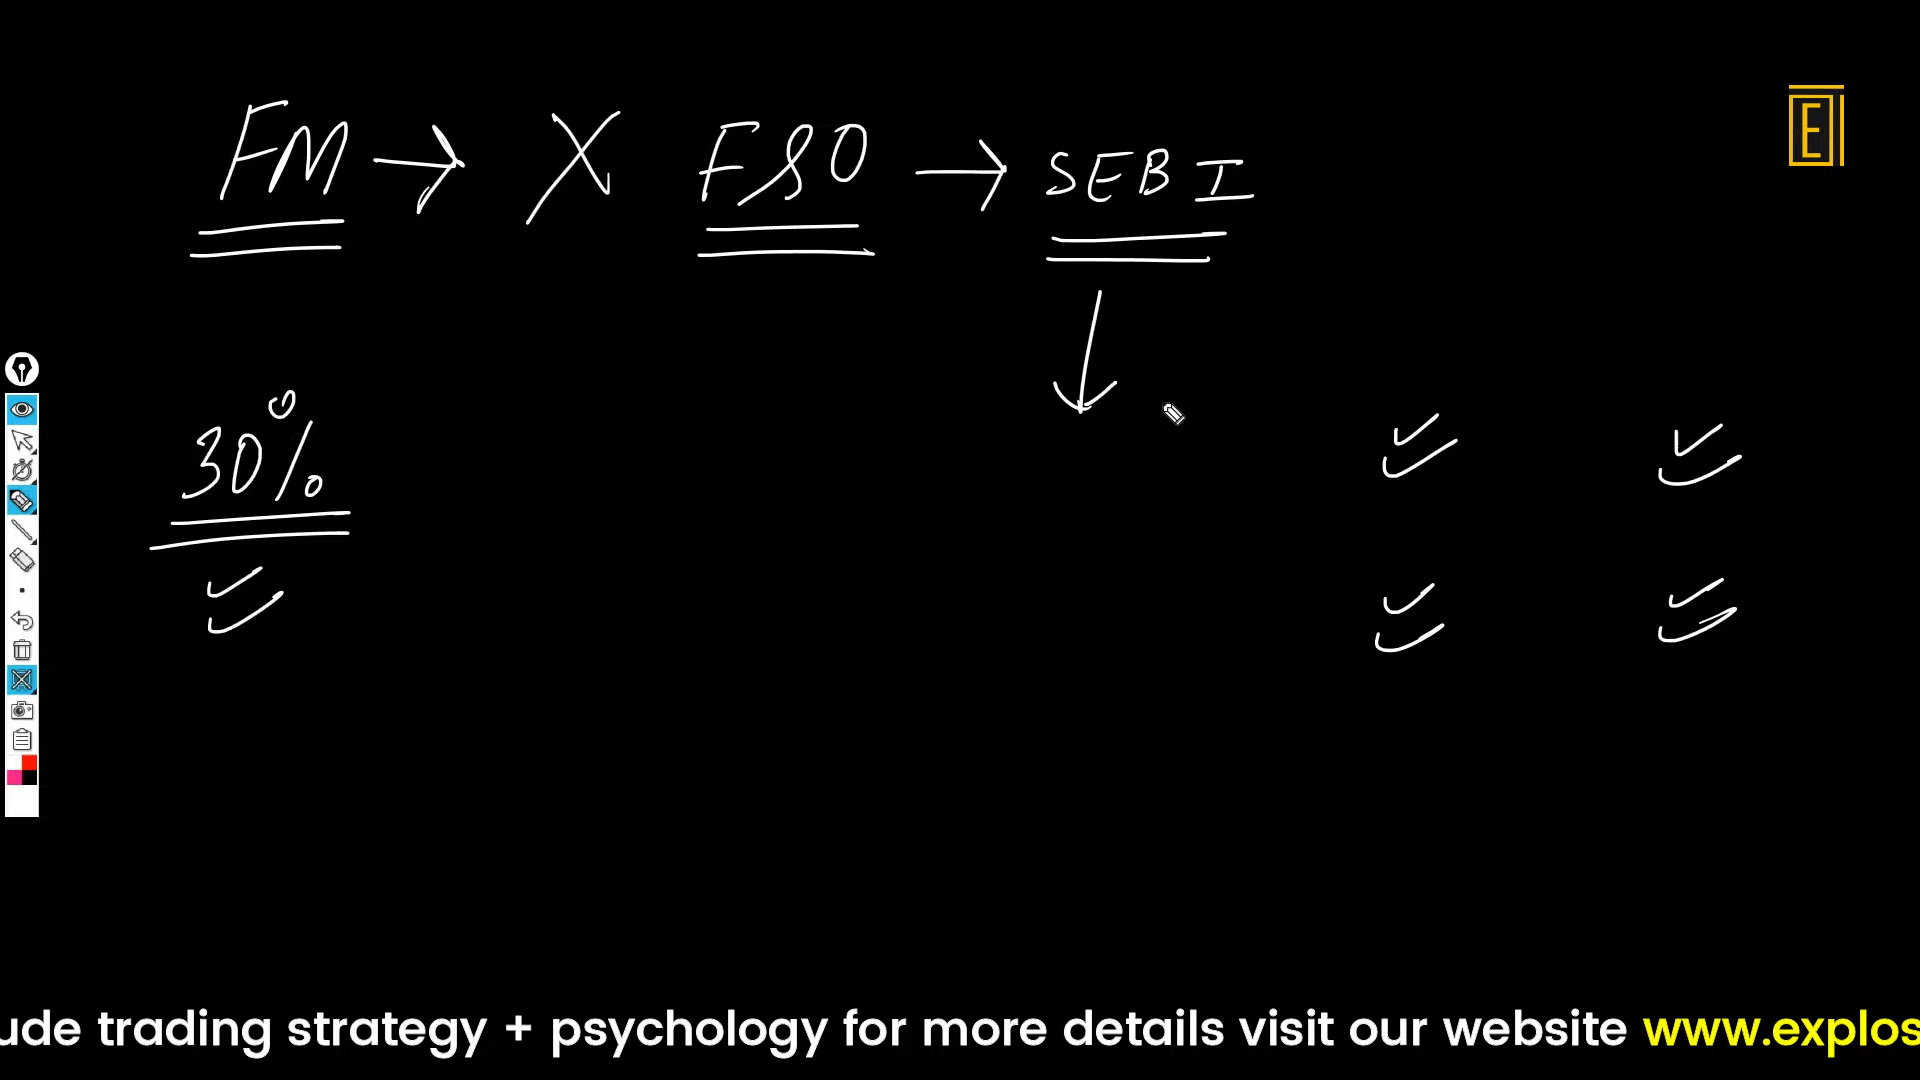 FM → X F&O → SEBI
E
30%
ude trading strategy + psychology for more details visit our website www.explos